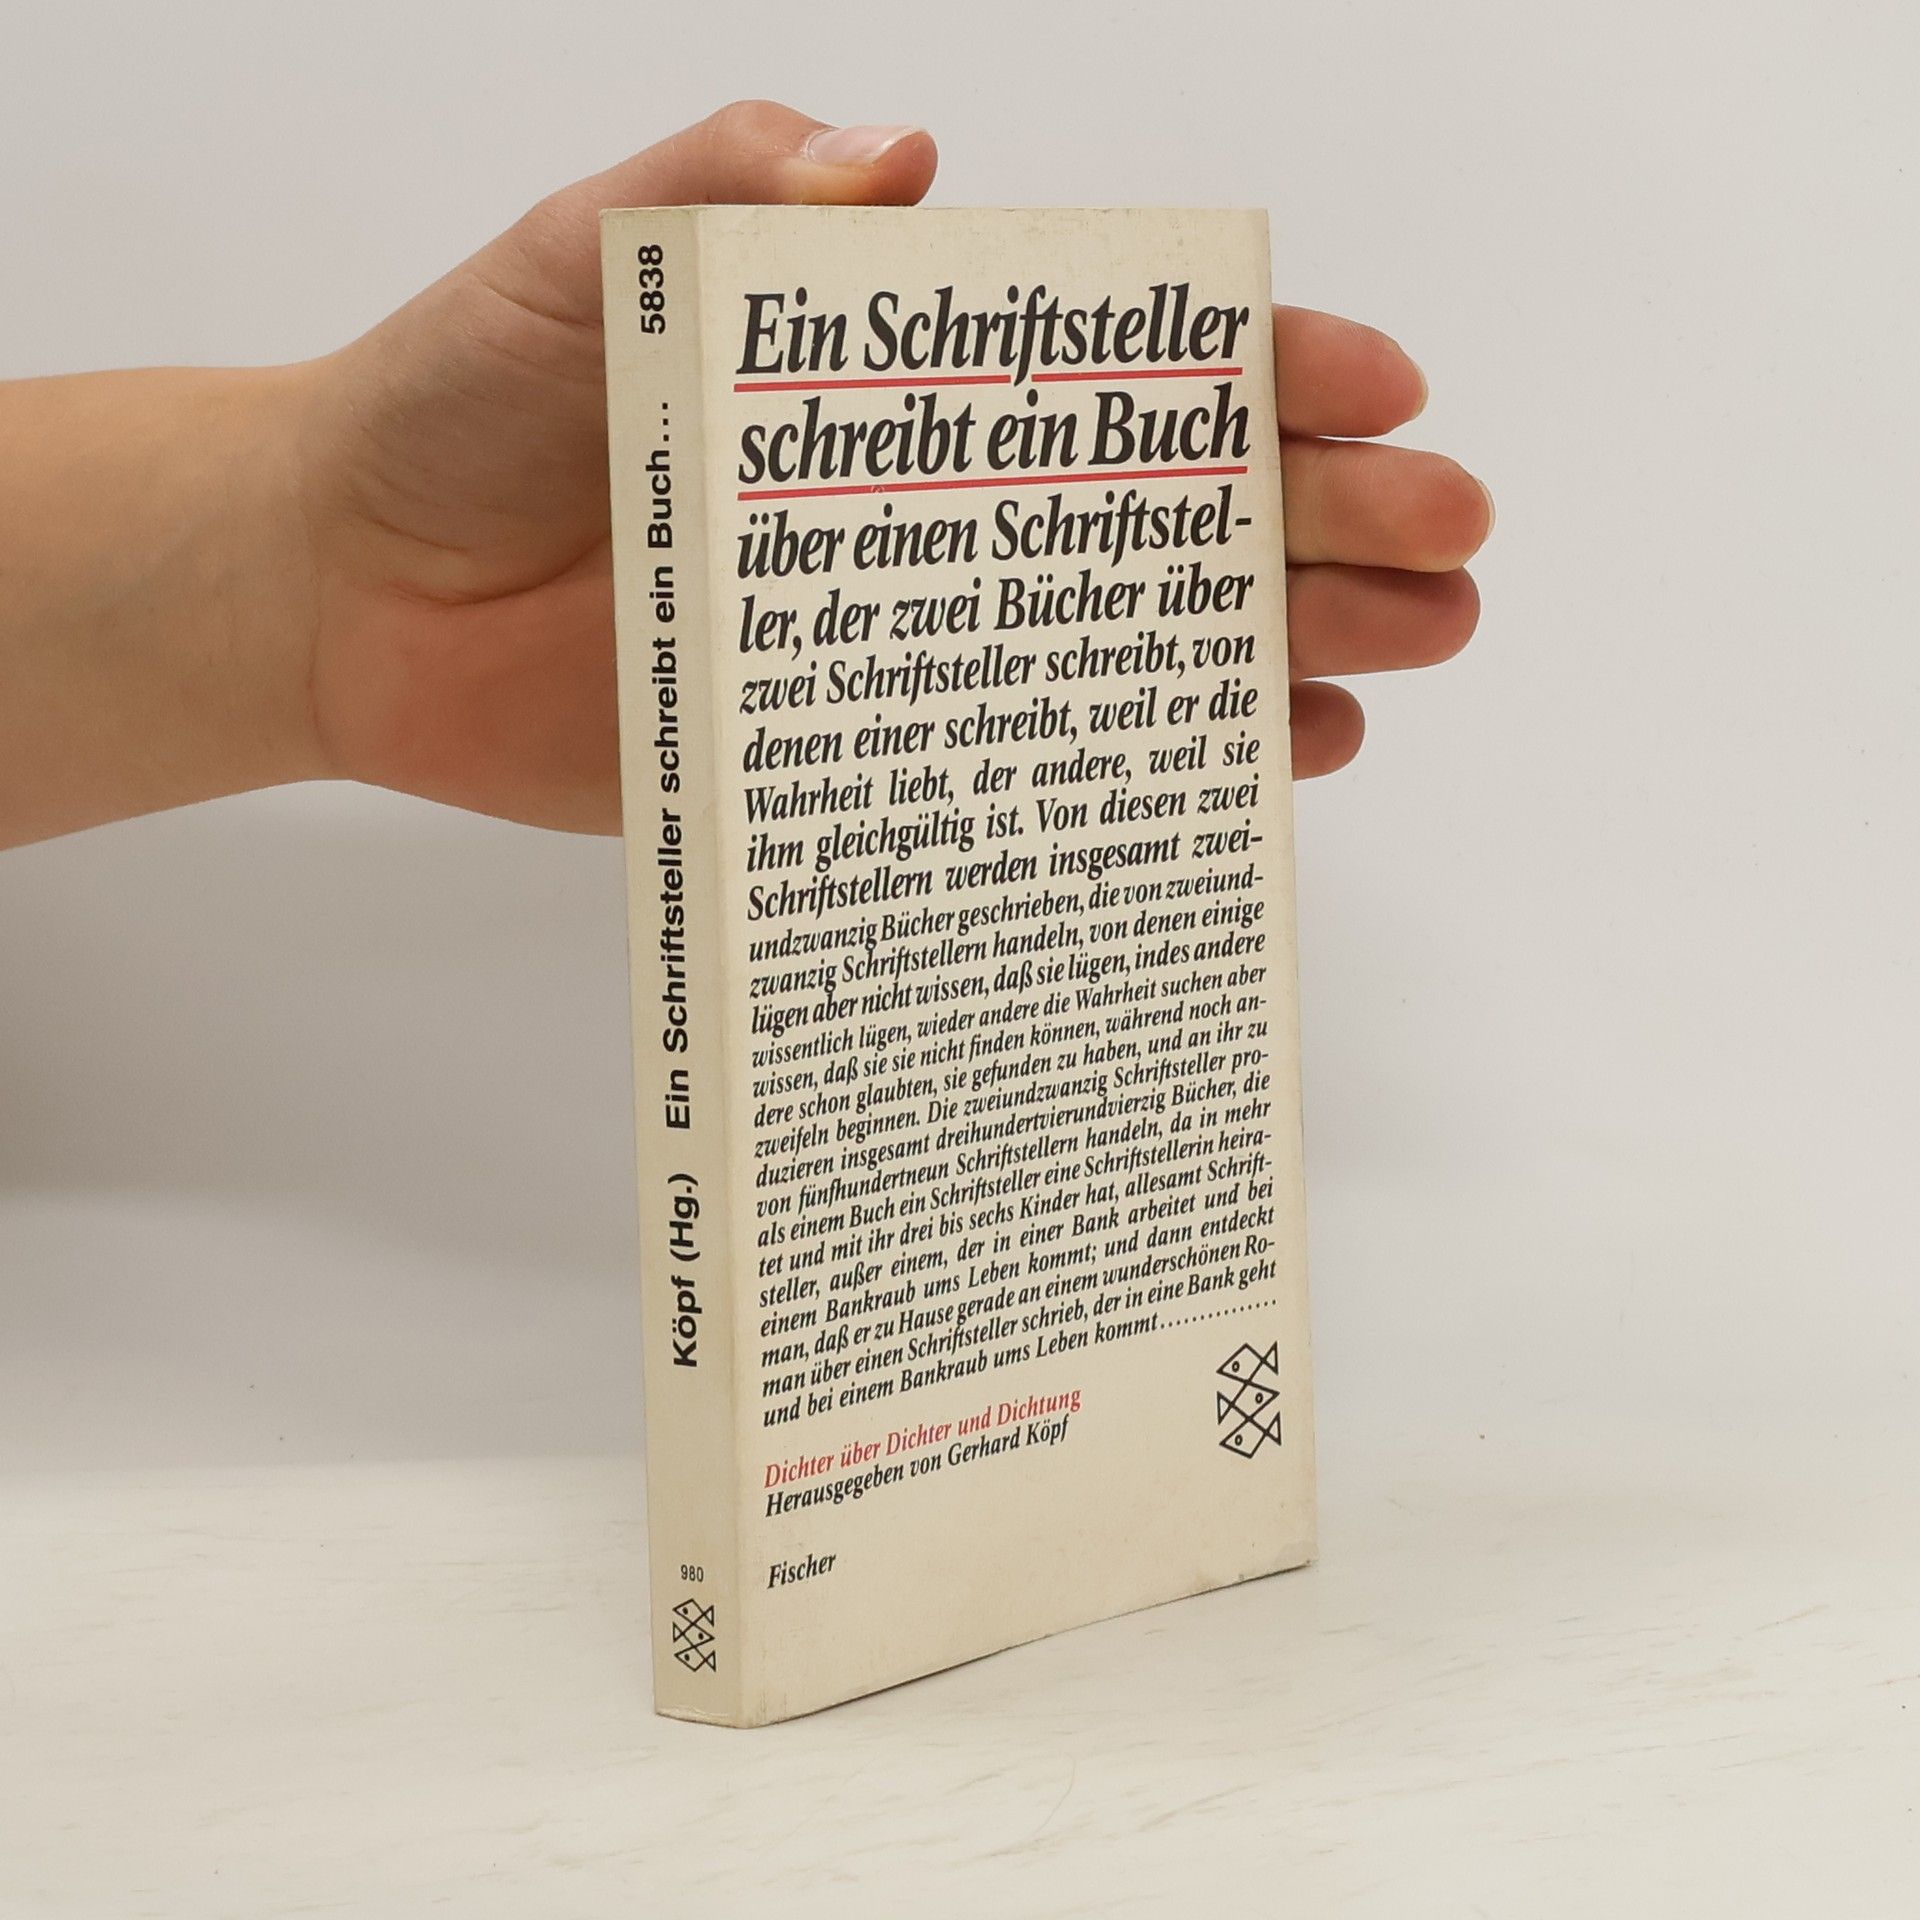 5838
Köpf (Hg.) Ein Schriftsteller schreibt ein Buch...
980
Ein Schriftsteller
schreibt ein Buch
über einen Schriftstel-
ler, der zwei Bücher über
zwei Schriftsteller schreibt, von
denen einer schreibt, weil er die
Wahrheit liebt, der andere, weil sie
ihm gleichgültig ist. Von diesen zwei
Schriftstellern werden insgesamt zwei-
undzwanzig Bücher geschrieben, die von zweiund-
zwanzig Schriftstellern handeln, von denen einige
lügen aber nicht wissen, daß sie lügen, indes andere
wissentlich lügen, wieder andere die Wahrheit suchen aber
wissen, daß sie sie nicht finden können, während noch an-
dere schon glaubten, sie gefunden zu haben, und an ihr zu
zweifeln beginnen. Die zweiundzwanzig Schriftsteller pro-
duzieren insgesamt dreihundertvierundvierzig Bücher, die
von fünfhundertneun Schriftstellern handeln, da in mehr
als einem Buch ein Schriftsteller eine Schriftstellerin heira-
tet und mit ihr drei bis sechs Kinder hat, allesamt Schrift-
steller, außer einem, der in einer Bank arbeitet und bei
einem Bankraub ums Leben kommt; und dann entdeckt
man, daß er zu Hause gerade an einem wunderschönen Ro-
man über einen Schriftsteller schrieb, der in eine Bank geht
und bei einem Bankraub ums Leben kommt...............
Dichter über Dichter und Dichtung
Herausgegeben von Gerhard Köpf
Fischer